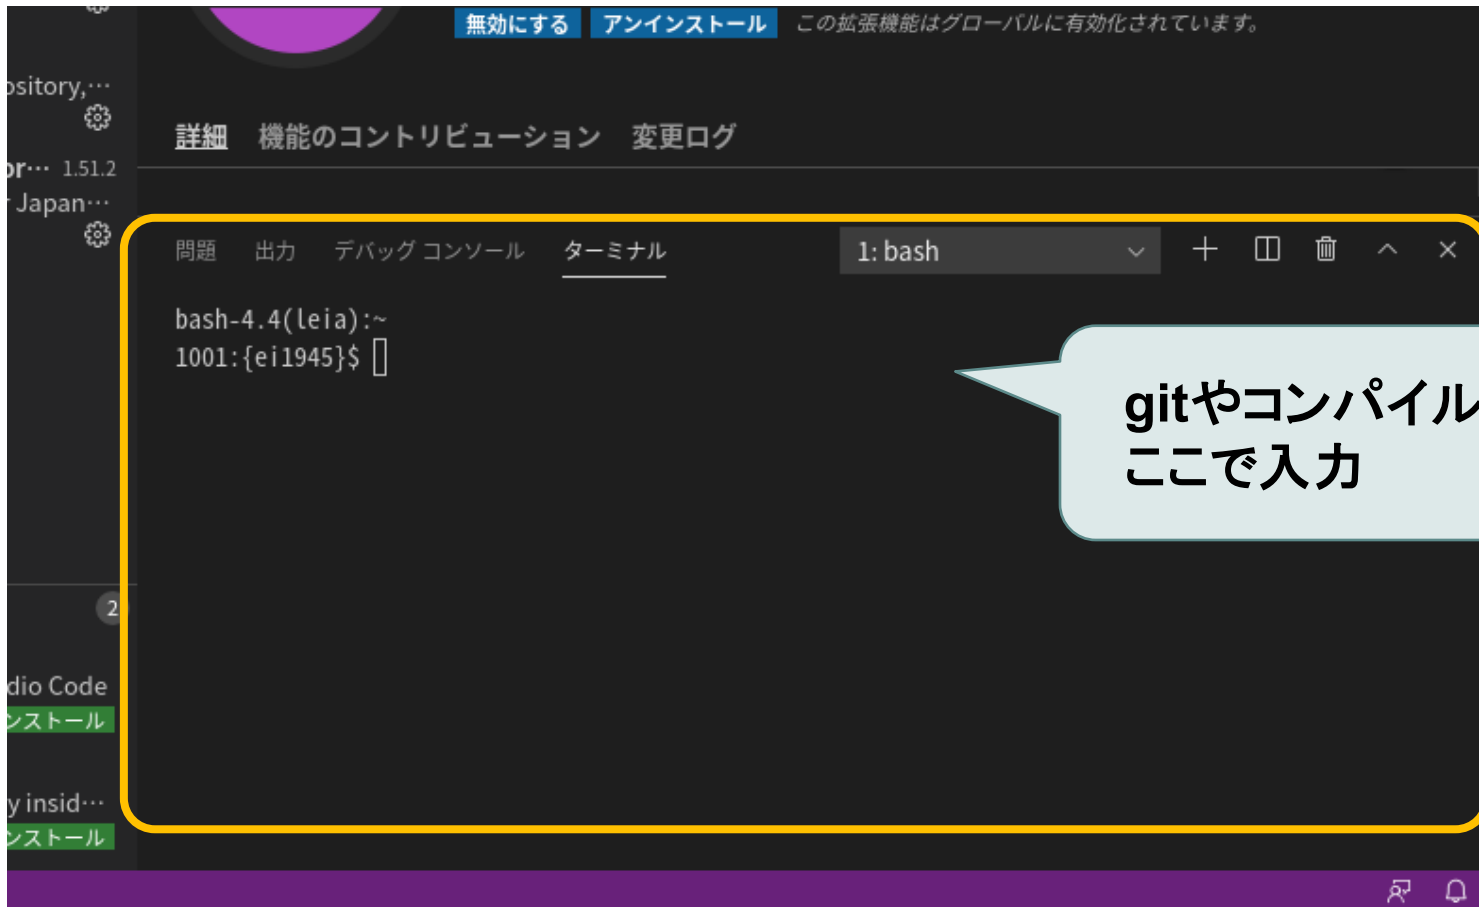 無効にする アンインストール この拡張機能はグローバルに有効化されています。
ository,…
詳細 機能のコントリビューション 変更ログ
or… 1.51.2
r Japan…
問題 出力 デバッグ コンソール ターミナル 1: bash
bash-4.4(leia):~
1001:{ei1945}$
gitやコンパイル
ここで入力
2
dio Code
ンストール
y insid…
ンストール